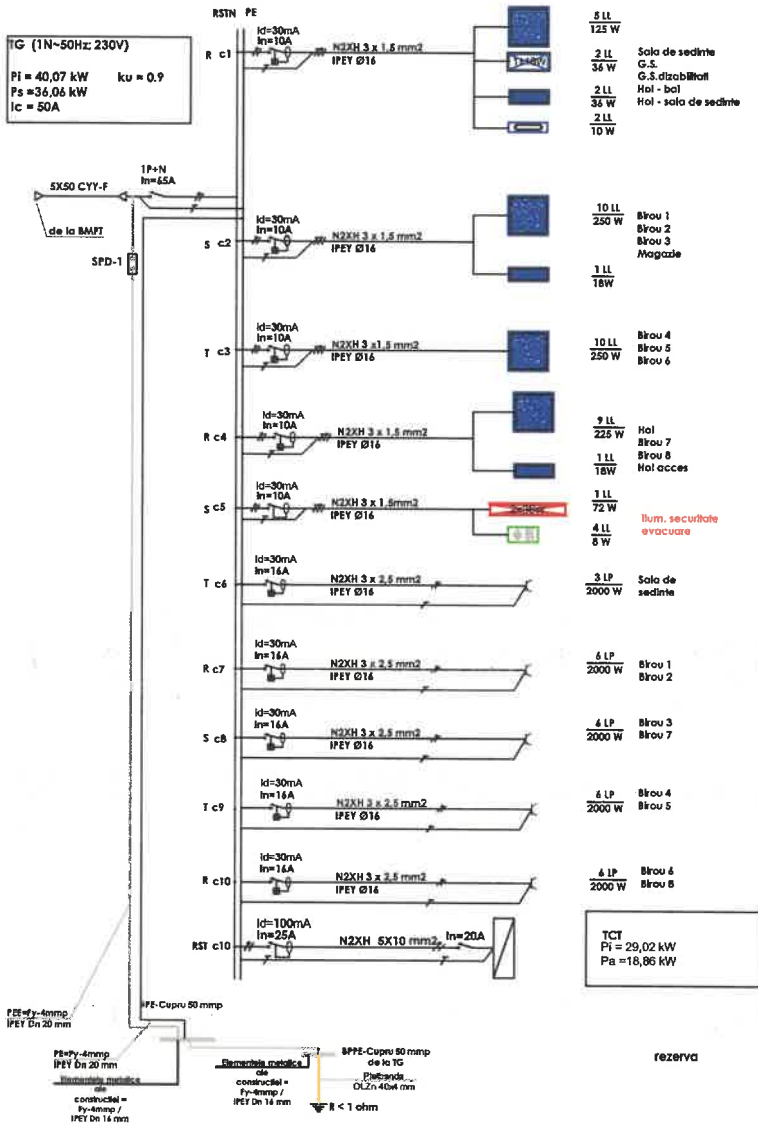 RSTN PE
TG (1N~50Hz; 230V)
Pi = 40,07 kW ku = 0.9
Ps =36,06 kW
Ic = 50A
R c1
Id=30mA
In=10A
N2XH 3 x 1,5 mm2
IPEY Ø16
5 LL
125 W
2 LL
36 W
2 LL
36 W
2 LL
10 W
Sala de sedinte
G.S.
G.S.dizabilitati
Hol - bai
Hol - sala de sedinte
5X50 CYY-F
1P+N
In=65A
de la BMPT
SPD-1
S c2
Id=30mA
In=10A
N2XH 3 x 1,5 mm2
IPEY Ø16
10 LL
250 W
1 LL
18W
Birou 1
Birou 2
Birou 3
Magazie
T c3
Id=30mA
In=10A
N2XH 3 x1,5 mm2
IPEY Ø16
10 LL
250 W
Birou 4
Birou 5
Birou 6
R c4
Id=30mA
In=10A
N2XH 3 x 1,5 mm2
IPEY Ø16
9 LL
225 W
1 LL
18W
Hol
Birou 7
Birou 8
Hol acces
S c5
Id=30mA
In=10A
N2XH 3 x 1,5mm2
IPEY Ø16
1 LL
72 W
4 LL
8 W
Ilum. securitate
evacuare
T c6
Id=30mA
In=16A
N2XH 3 x 2,5 mm2
IPEY Ø16
3 LP
2000 W
Sala de
sedinte
R c7
Id=30mA
In=16A
N2XH 3 x 2,5 mm2
IPEY Ø16
6 LP
2000 W
Birou 1
Birou 2
S c8
Id=30mA
In=16A
N2XH 3 x 2,5 mm2
IPEY Ø16
6 LP
2000 W
Birou 3
Birou 7
T c9
Id=30mA
In=16A
N2XH 3 x 2,5 mm2
IPEY Ø16
6 LP
2000 W
Birou 4
Birou 5
R c10
Id=30mA
In=16A
N2XH 3 x 2,5 mm2
IPEY Ø16
6 LP
2000 W
Birou 6
Birou 8
RST c10
Id=100mA
In=25A
N2XH 5X10 mm2
In=20A
TCT
Pi = 29,02 kW
Pa =18,86 kW
PEE=Fy-4mmp
IPEY Dn 20 mm
PE-Cupru 50 mmp
PE=Fy-4mmp
IPEY Dn 20 mm
Elementele metalice
ale
constructiei =
Fy-4mmp /
IPEY Dn 16 mm
Elementele metalice
ale
constructiei =
Fy-4mmp /
IPEY Dn 16 mm
BPPE-Cupru 50 mmp
de la TG
Platbanda
OLZn 40x4 mm
R < 1 ohm
rezerva